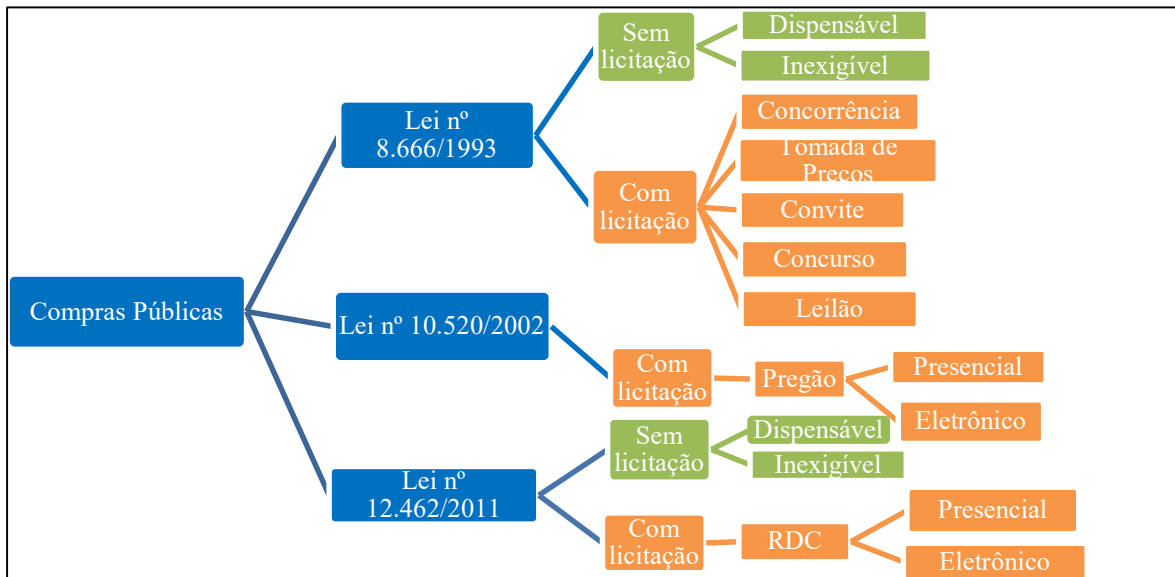 Compras Públicas
Lei nº
8.666/1993
Sem
licitação
Dispensável
Inexigível
Com
licitação
Concorrência
Tomada de
Preços
Convite
Concurso
Leilão
Lei nº 10.520/2002
Com
licitação
Pregão
Presencial
Eletrônico
Lei nº
12.462/2011
Sem
licitação
Dispensável
Inexigível
Com
licitação
RDC
Presencial
Eletrônico